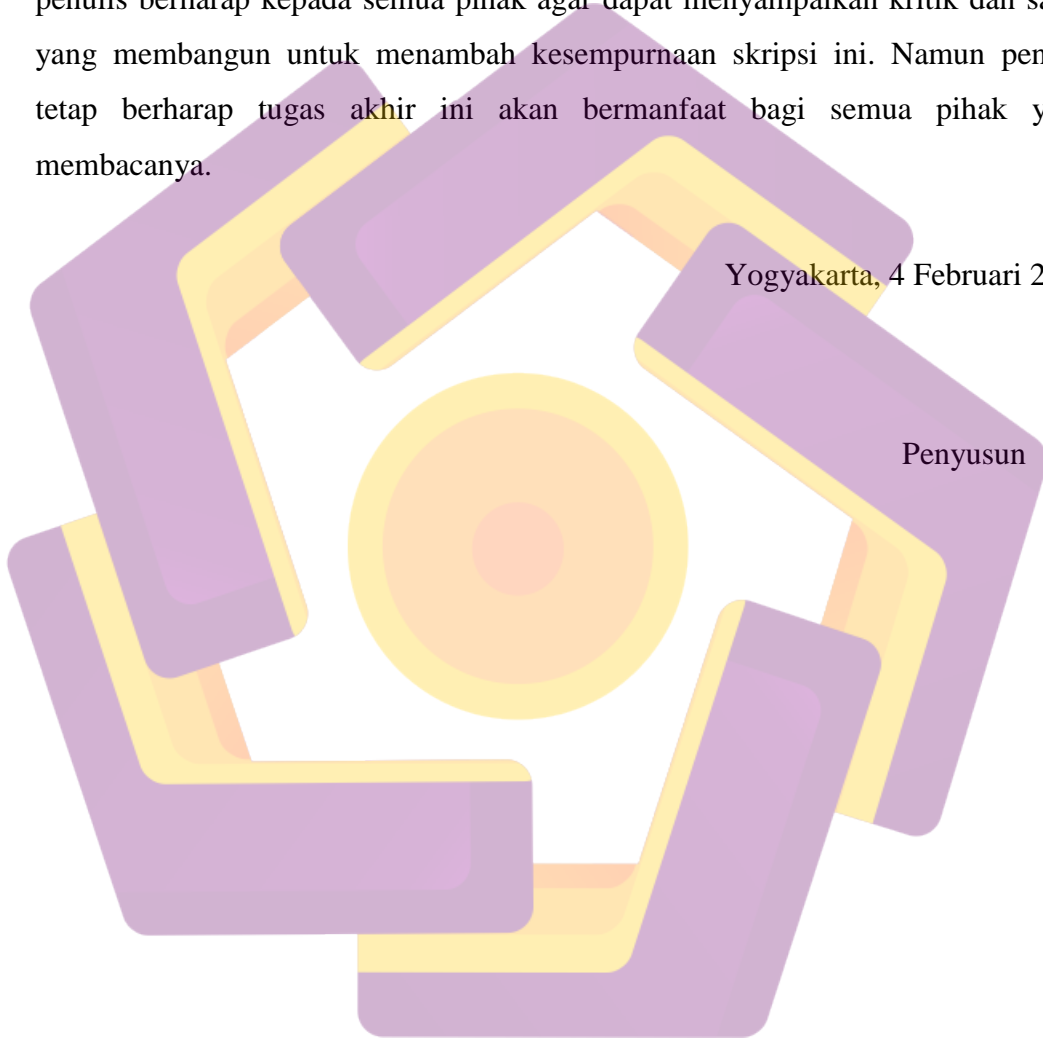 penulis berharap kepada semua pihak agar dapat menyampaikan kritik dan
yang membangun untuk menambah kesempurnaan skripsi ini. Namun
tetap berharap tugas akhir ini akan bermanfaat bagi semua pihak
membacanya.
Yogyakarta, 4 Februari 2
Penyusun